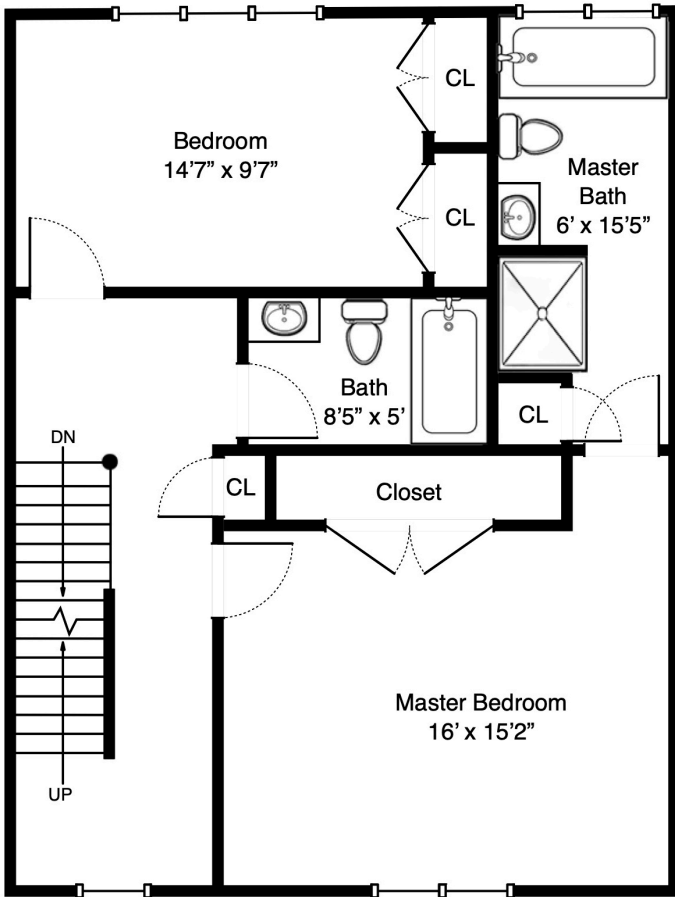 CL
Bedroom
14’7” x 9’7”
Master
Bath
6’ x 15’5”
CL
Bath
8’5” x 5’
CL
DN
CL
Closet
Master Bedroom
16’ x 15’2”
UP